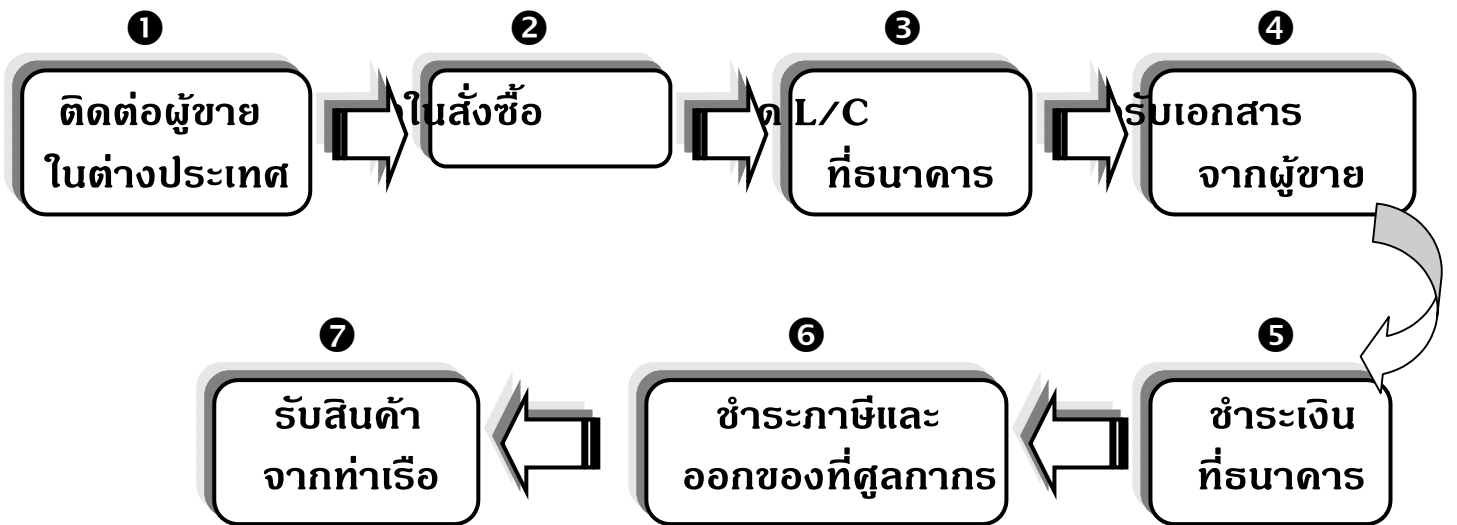 ❶
ติดต่อผู้ขาย
ในต่างประเทศ
❷
ใบสั่งซื้อ
❸
L/C
ที่ธนาคาร
❹
รับเอกสาร
จากผู้ขาย
❺
ชำระเงิน
ที่ธนาคาร
❻
ชำระภาษีและ
ออกของที่ศุลกากร
❼
รับสินค้า
จากท่าเรือ